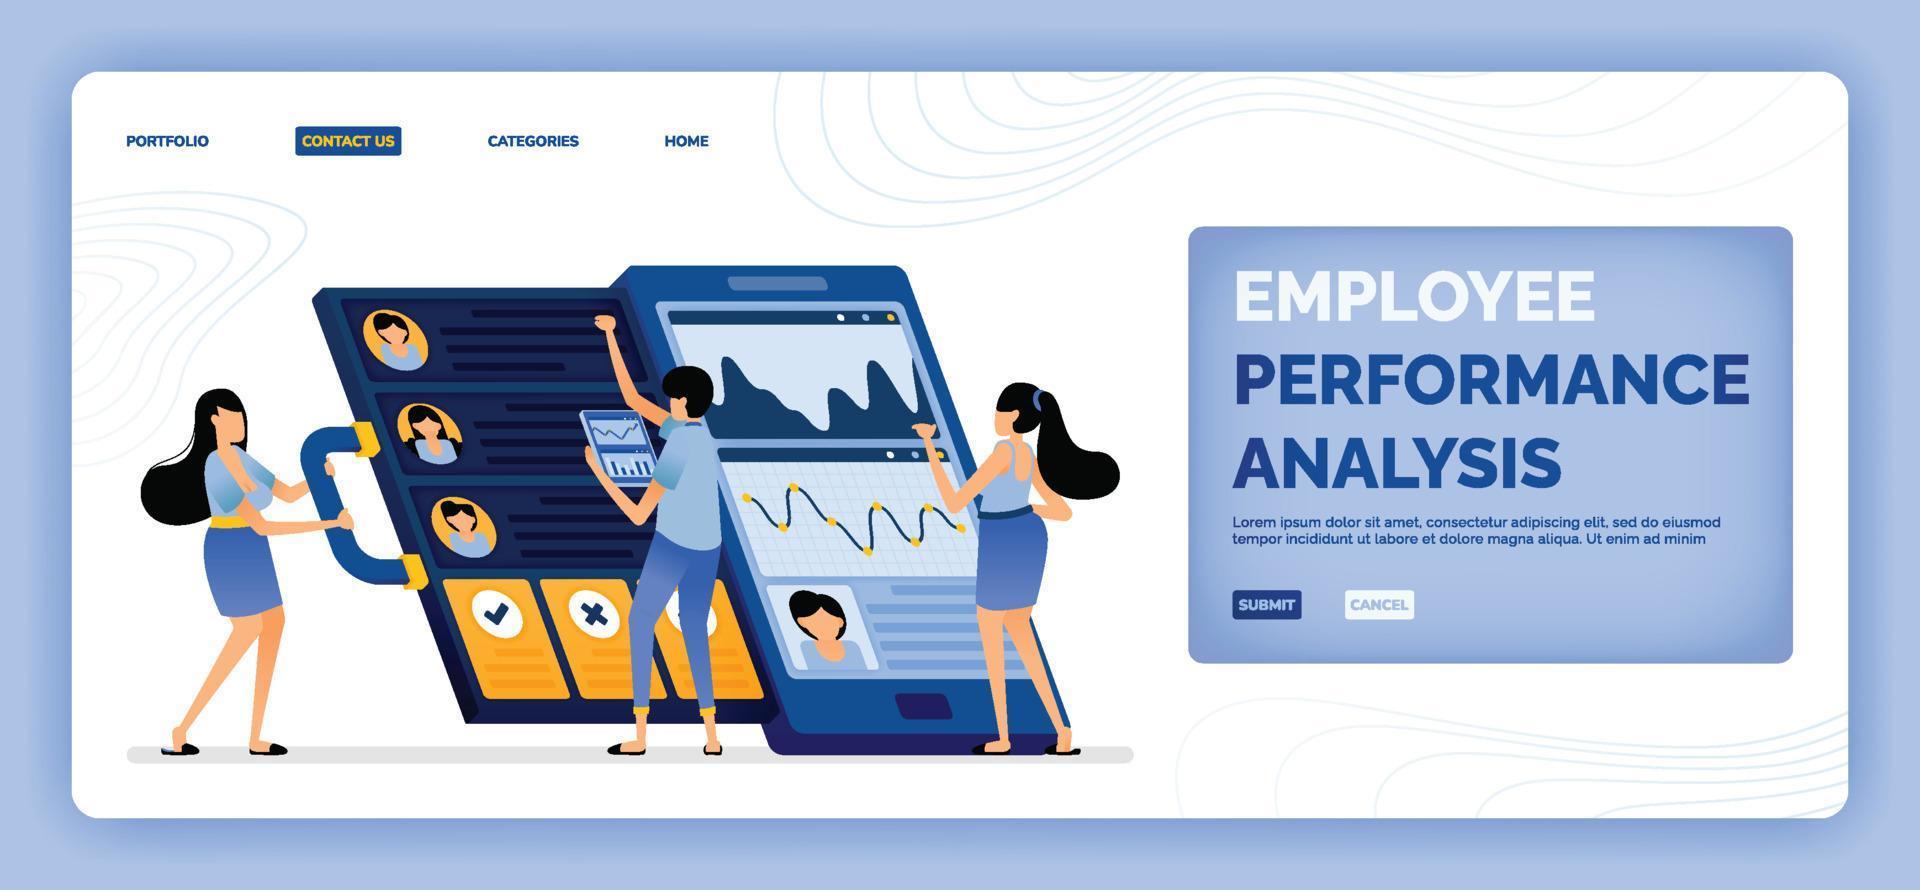 PORTFOLIO CONTACT US CATEGORIES HOME
EMPLOYEE
PERFORMANCE
ANALYSIS
Lorem ipsum dolor sit amet, consectetur adipiscing elit, sed do eiusmod
tempor incididunt ut labore et dolore magna aliqua. Ut enim ad minim
SUBMIT CANCEL